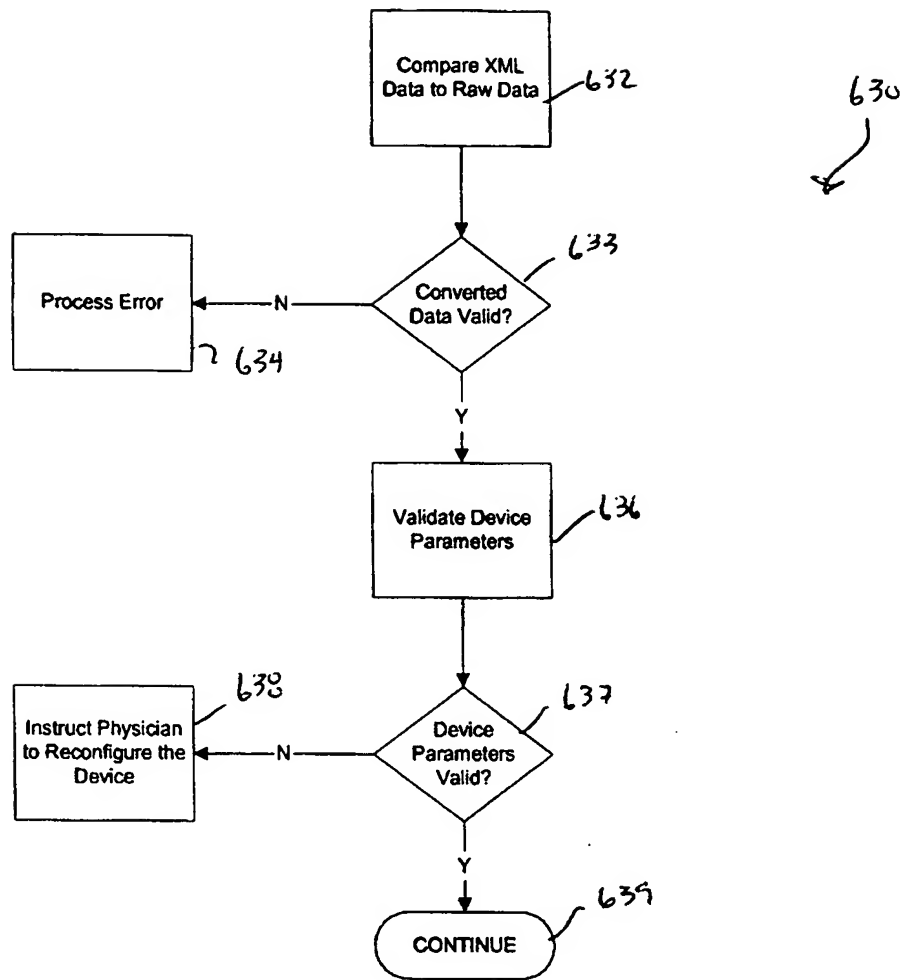 Compare XML
Data to Raw Data
632
630
633
Converted
Data Valid?
N
Process Error
634
Y
Validate Device
Parameters
636
638
Instruct Physician
to Reconfigure the
Device
N
637
Device
Parameters
Valid?
Y
639
CONTINUE